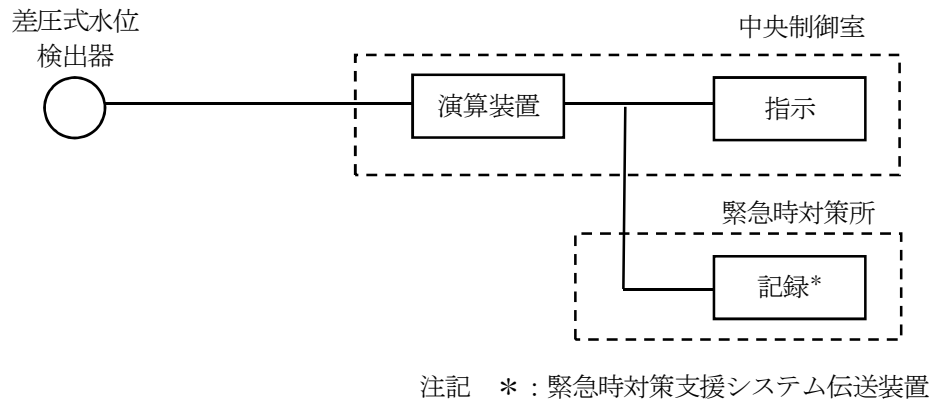 差圧式水位
検出器
中央制御室
演算装置
指示
緊急時対策所
記録*
注記　＊：緊急時対策支援システム伝送装置